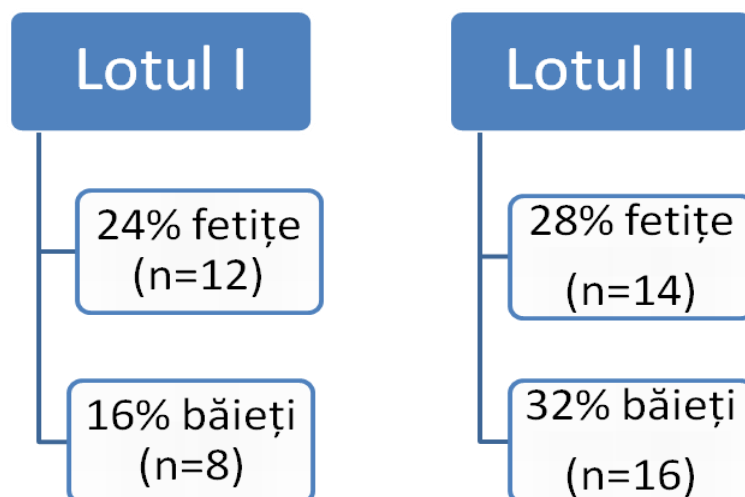 Lotul I
24% fetițe
(n=12)
16% băieți
(n=8)
Lotul II
28% fetițe
(n=14)
32% băieți
(n=16)